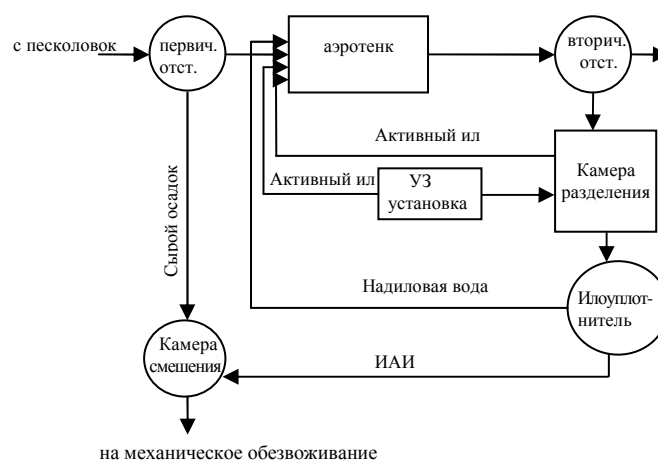 с песколовок
первич.
отст.
аэротенк
вторич.
отст.
Активный ил
Камера
разделения
Активный ил
УЗ
установка
Сырой осадок
Надиловая вода
Илоуплот-
нитель
Камера
смешения
ИАИ
на механическое обезвоживание